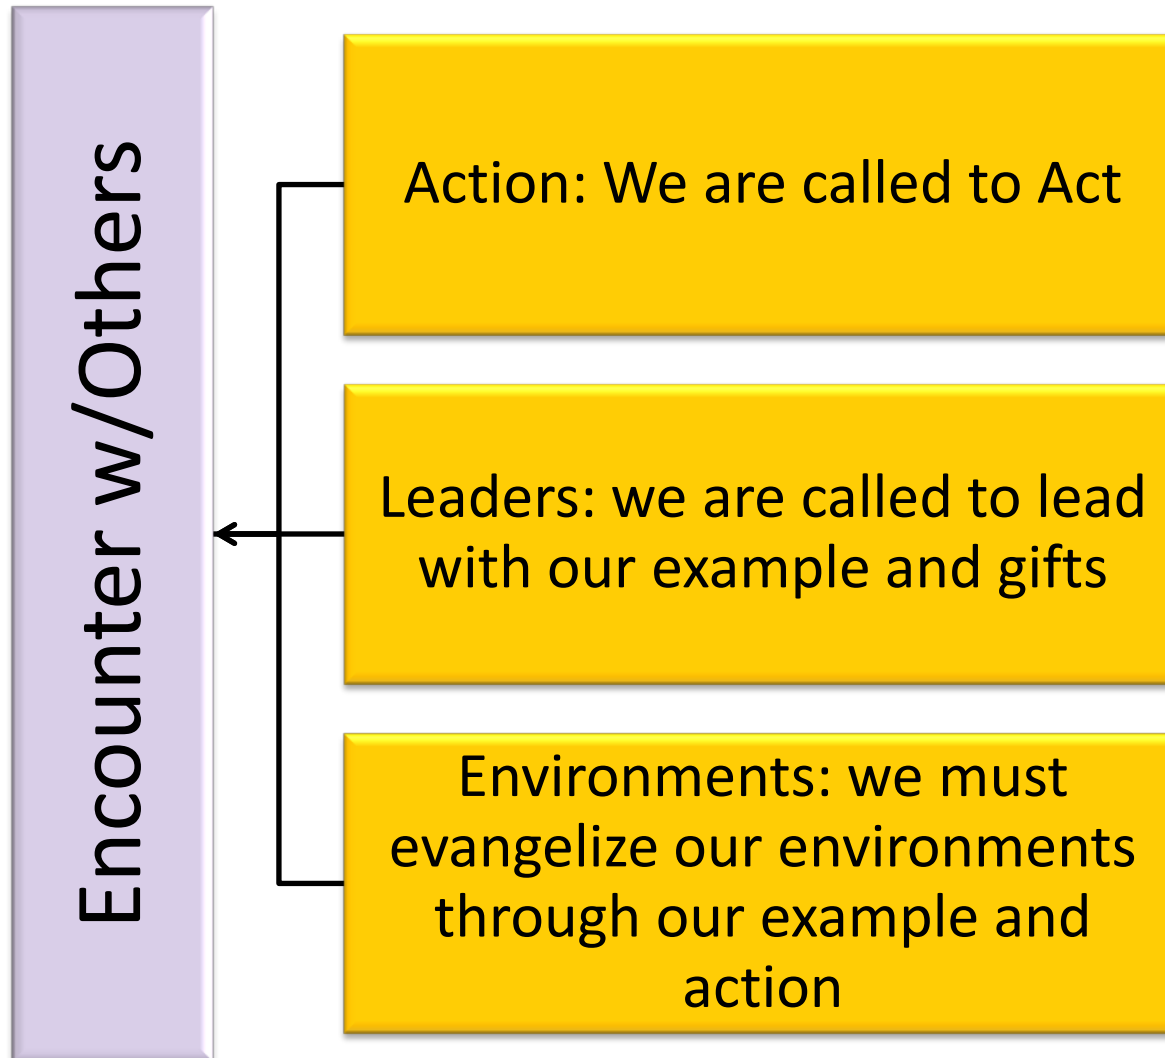 Encounter w/Others
Action: We are called to Act
Leaders: we are called to lead
with our example and gifts
Environments: we must
evangelize our environments
through our example and
action